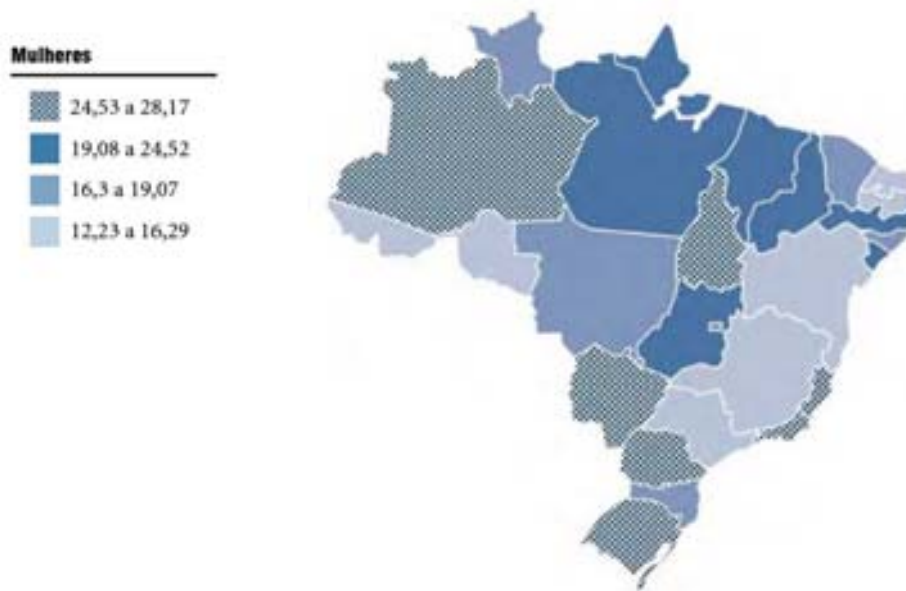 Mulheres
24,53 a 28,17
19,08 a 24,52
16,3 a 19,07
12,23 a 16,29